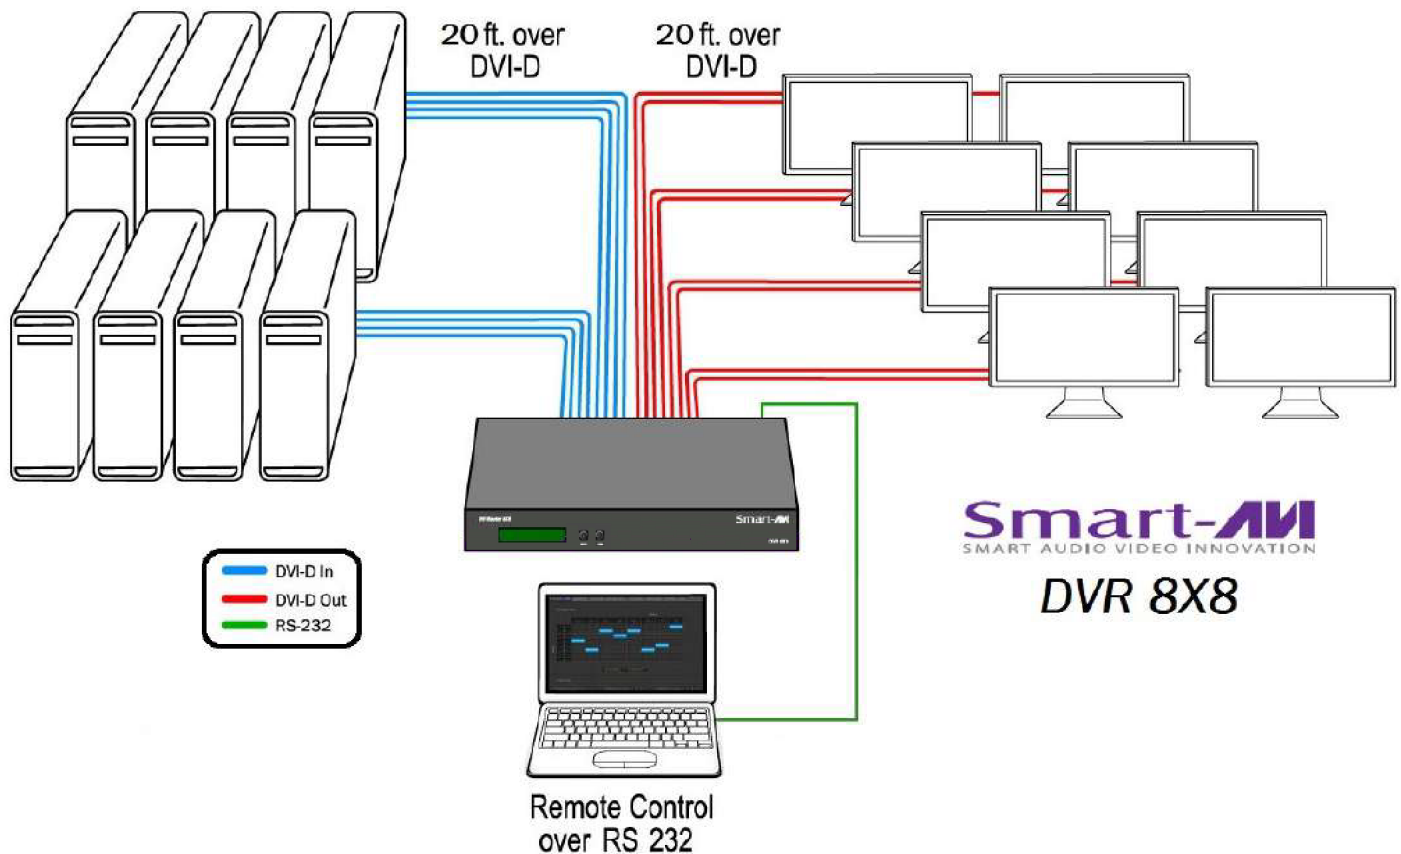 20 ft. over
DVI-D
20 ft. over
DVI-D
Smart-AVI
DVI-D In
DVI-D Out
RS-232
Smart-AVI
SMART AUDIO VIDEO INNOVATION
DVR 8X8
Remote Control
over RS 232